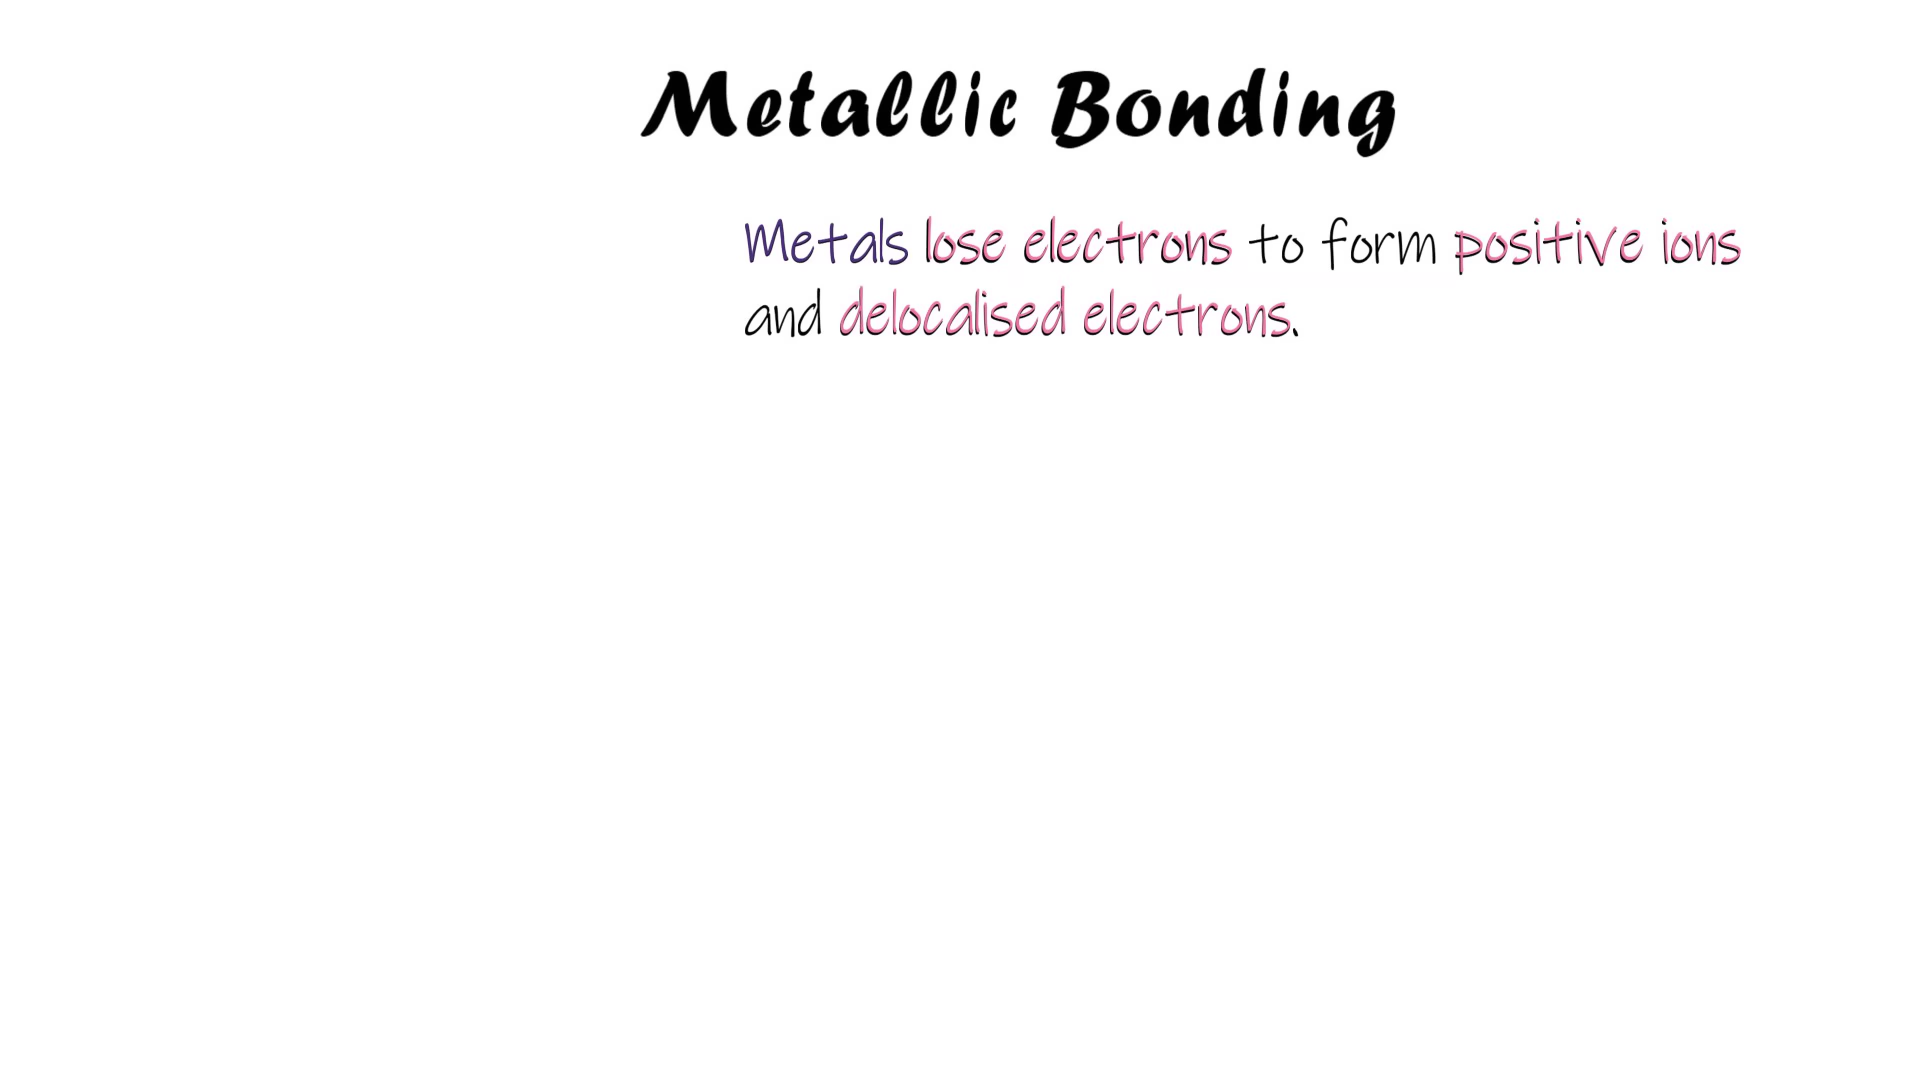 Metallic Bonding
Metals lose electrons to form positive ions
and delocalised electrons.